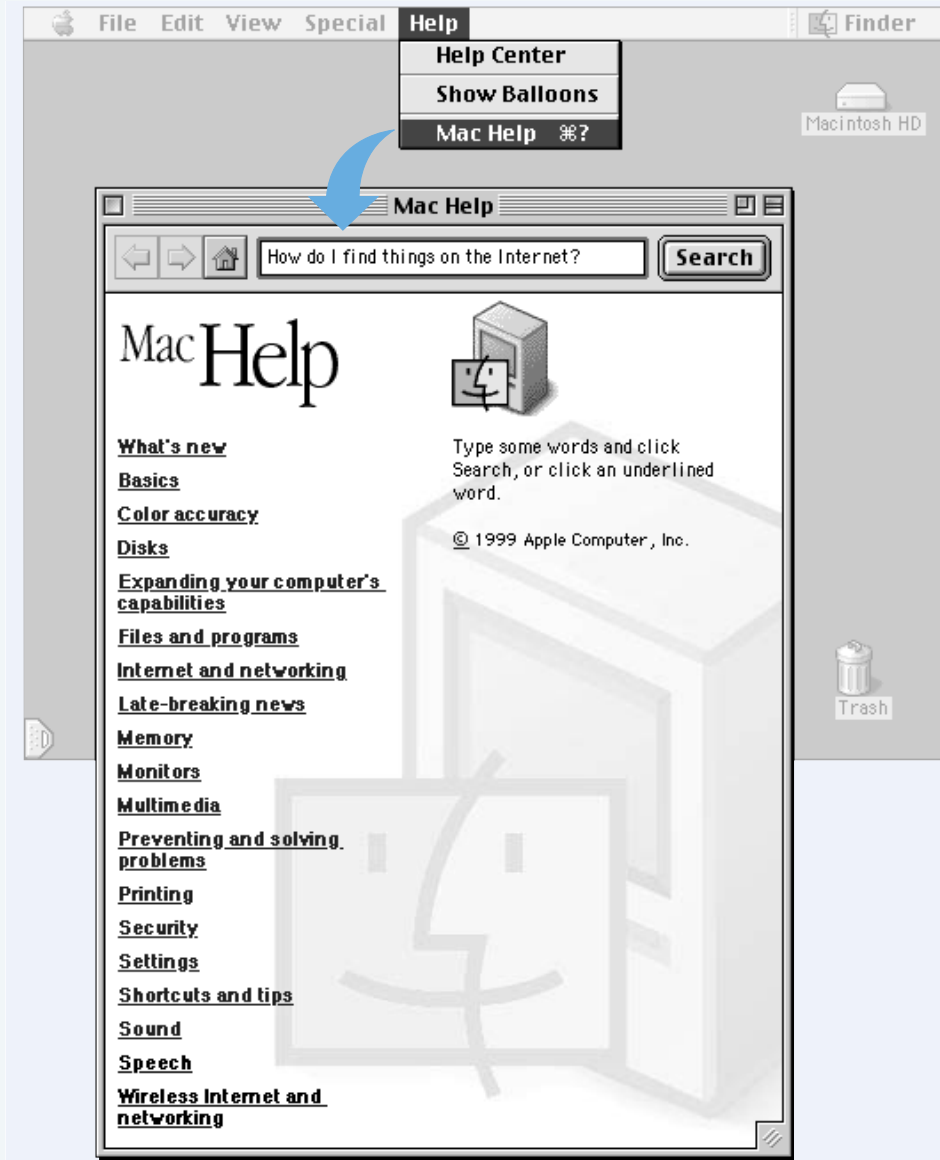 File Edit View Special Help Finder
Help Center
Show Balloons
Mac Help ⌘?
Macintosh HD
Mac Help
How do I find things on the Internet? Search
Mac Help
What's new
Basics
Color accuracy
Disks
Expanding your computer's
capabilities
Files and programs
Internet and networking
Late-breaking news
Memory
Monitors
Multimedia
Preventing and solving
problems
Printing
Security
Settings
Shortcuts and tips
Sound
Speech
Wireless Internet and
networking
Type some words and click
Search, or click an underlined
word.
© 1999 Apple Computer, Inc.
Trash